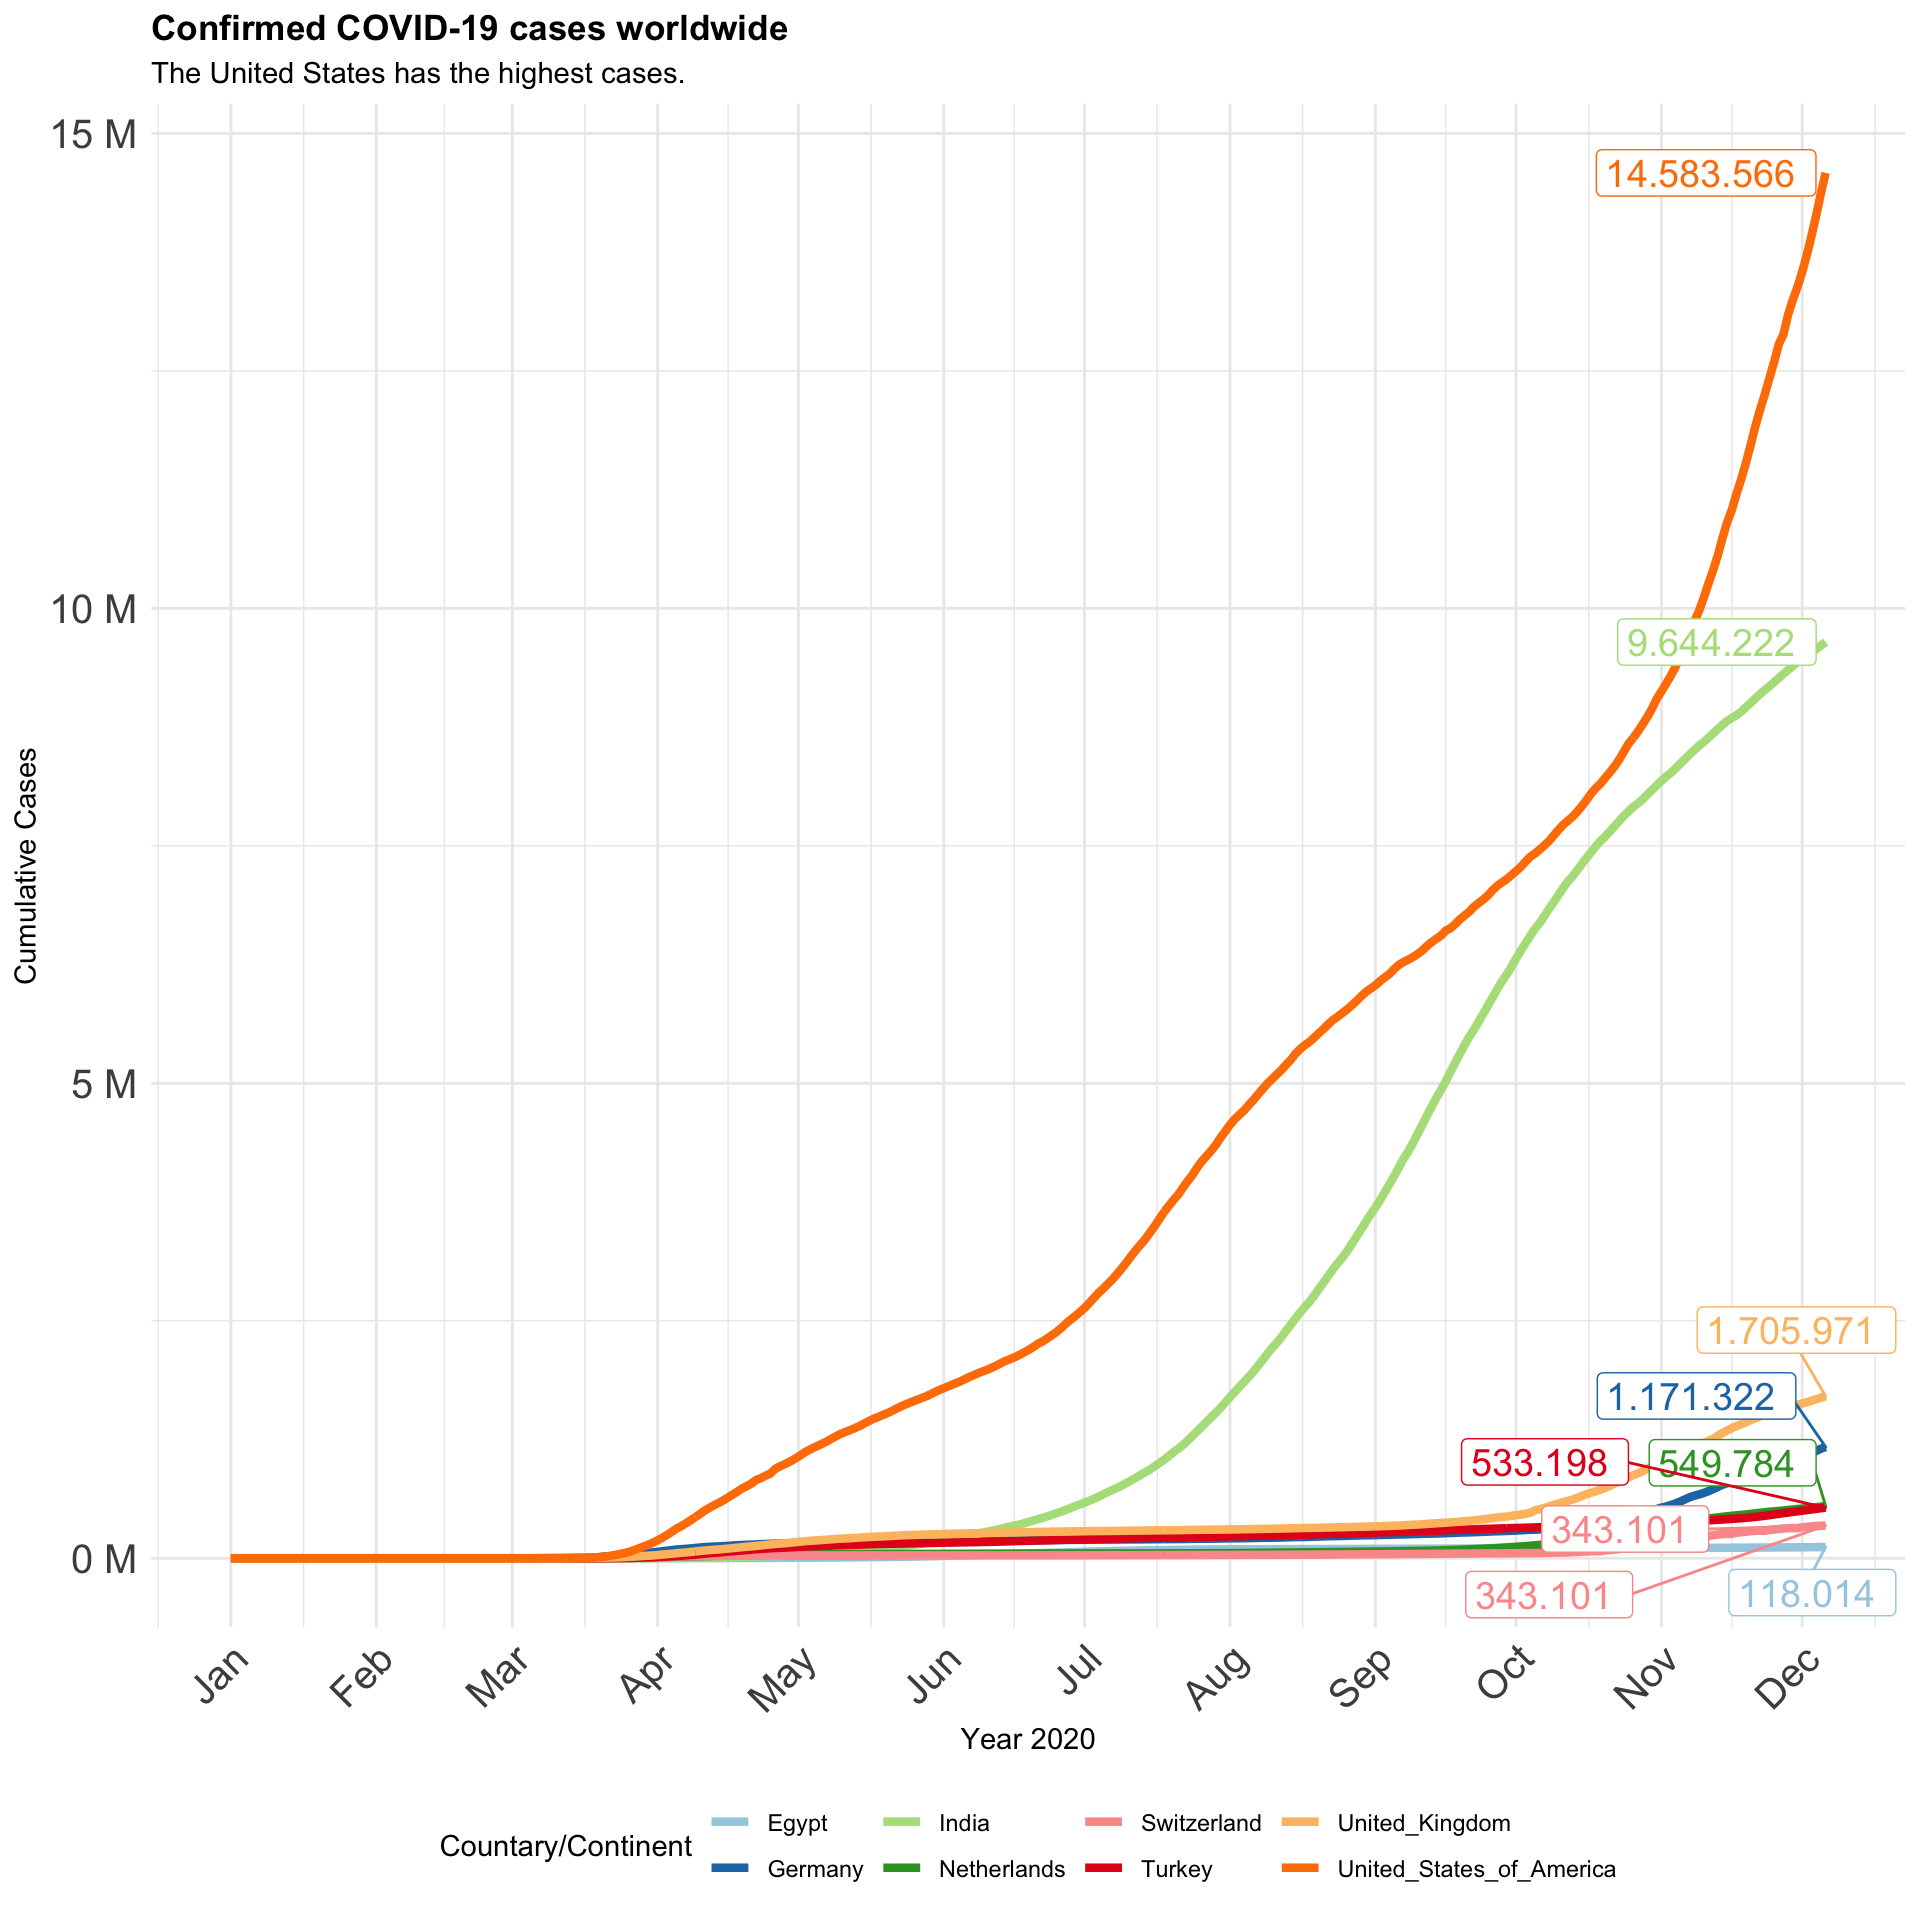 Confirmed COVID-19 cases worldwide
The United States has the highest cases.
15 M
10 M
5 M
0 M
Cumulative Cases
14.583.566
9.644.222
1.705.971
1.171.322
533.198
549.784
343.101
343.101
118.014
Jan
Feb
Mar
Apr
May
Jun
Jul
Aug
Sep
Oct
Nov
Dec
Year 2020
Countary/Continent
Egypt
India
Switzerland
United_Kingdom
Germany
Netherlands
Turkey
United_States_of_America